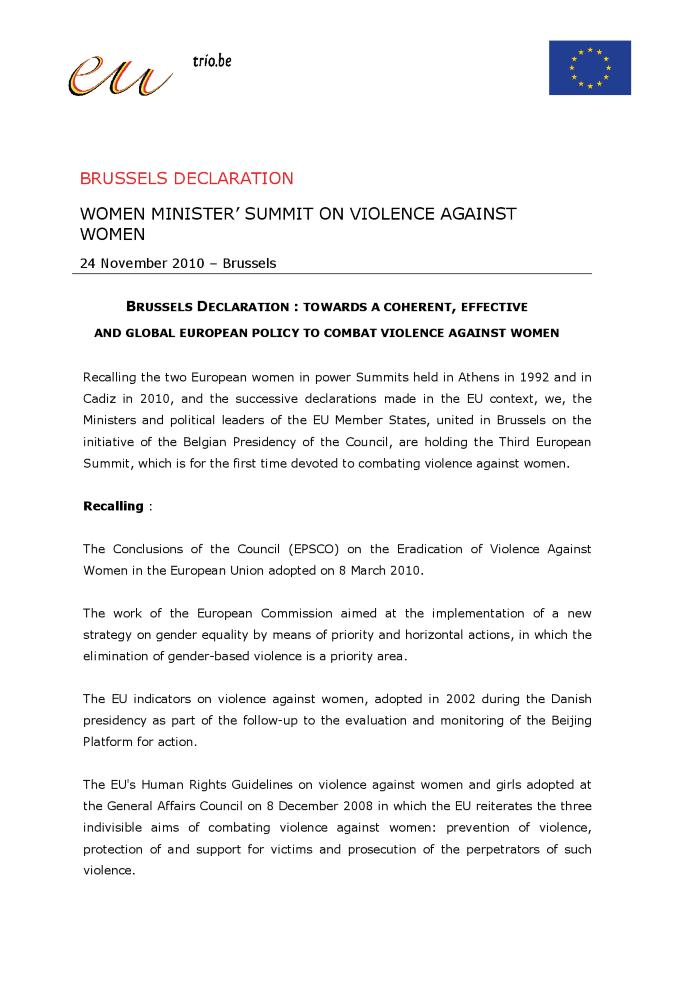 eu trio.be
BRUSSELS DECLARATION
WOMEN MINISTER’ SUMMIT ON VIOLENCE AGAINST
WOMEN
24 November 2010 – Brussels
BRUSSELS DECLARATION : TOWARDS A COHERENT, EFFECTIVE
AND GLOBAL EUROPEAN POLICY TO COMBAT VIOLENCE AGAINST WOMEN
Recalling the two European women in power Summits held in Athens in 1992 and in
Cadiz in 2010, and the successive declarations made in the EU context, we, the
Ministers and political leaders of the EU Member States, united in Brussels on the
initiative of the Belgian Presidency of the Council, are holding the Third European
Summit, which is for the first time devoted to combating violence against women.
Recalling :
The Conclusions of the Council (EPSCO) on the Eradication of Violence Against
Women in the European Union adopted on 8 March 2010.
The work of the European Commission aimed at the implementation of a new
strategy on gender equality by means of priority and horizontal actions, in which the
elimination of gender-based violence is a priority area.
The EU indicators on violence against women, adopted in 2002 during the Danish
presidency as part of the follow-up to the evaluation and monitoring of the Beijing
Platform for action.
The EU's Human Rights Guidelines on violence against women and girls adopted at
the General Affairs Council on 8 December 2008 in which the EU reiterates the three
indivisible aims of combating violence against women: prevention of violence,
protection of and support for victims and prosecution of the perpetrators of such
violence.